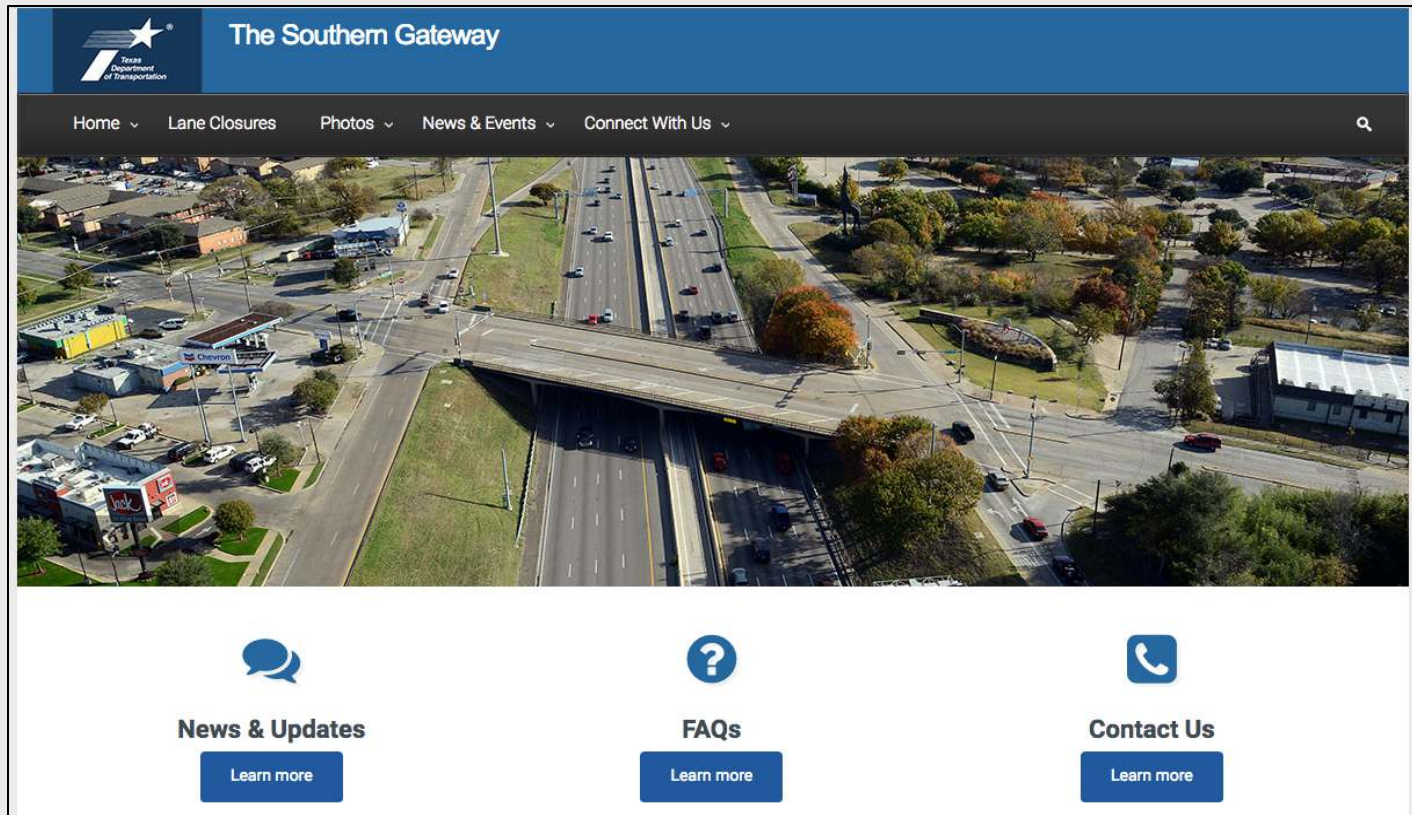 The Southern Gateway
Texas
Department
of Transportation
®
Home
Lane Closures
Photos
News & Events
Connect With Us
Chevron
Jack
News & Updates
FAQs
Contact Us
Learn more
Learn more
Learn more